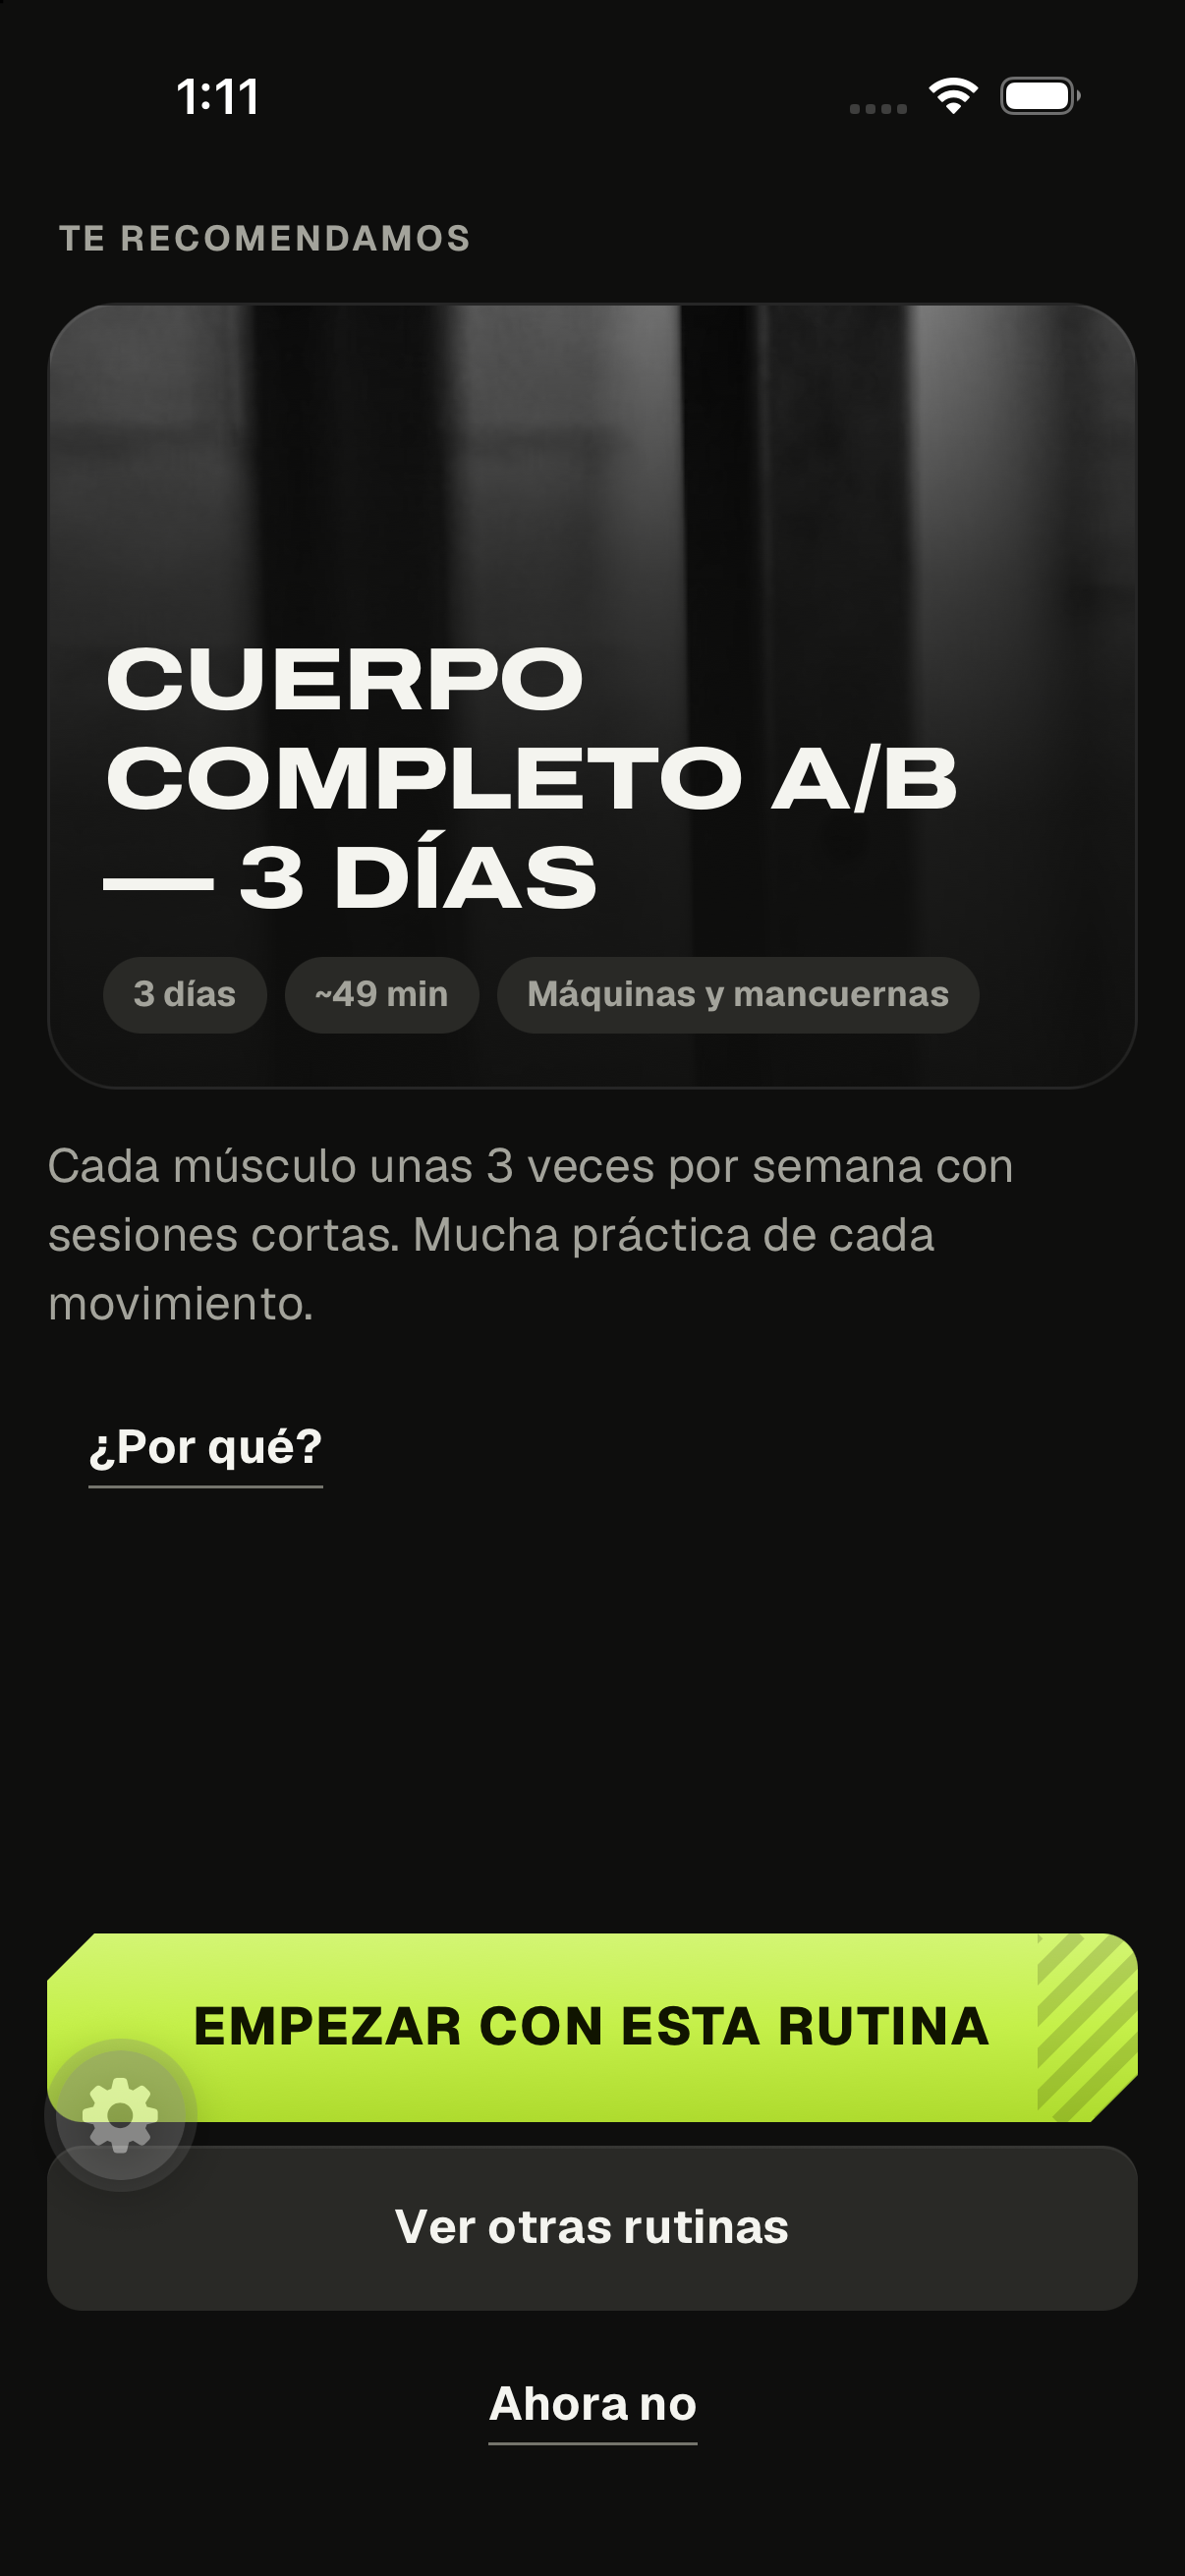 1:11
TE RECOMENDAMOS
CUERPO
COMPLETO A/B
— 3 DÍAS
3 días ~49 min Máquinas y mancuernas
Cada músculo unas 3 veces por semana con
sesiones cortas. Mucha práctica de cada
movimiento.
¿Por qué?
EMPEZAR CON ESTA RUTINA
Ver otras rutinas
Ahora no